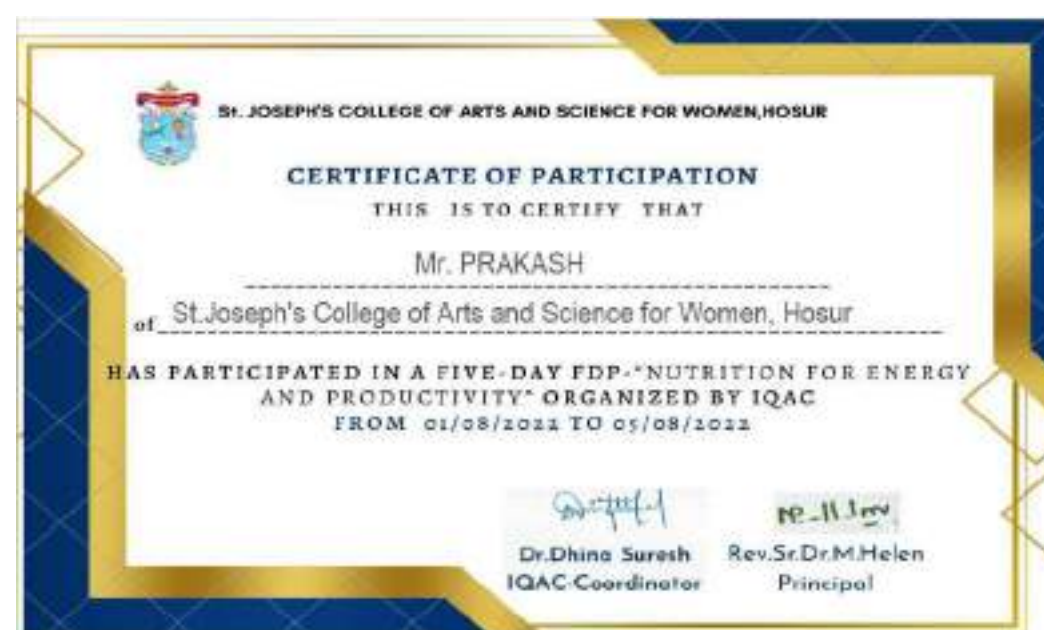 St. JOSEPH'S COLLEGE OF ARTS AND SCIENCE FOR WOMEN,HOSUR
CERTIFICATE OF PARTICIPATION
THIS IS TO CERTIFY THAT
Mr. PRAKASH
of St.Joseph's College of Arts and Science for Women, Hosur
HAS PARTICIPATED IN A FIVE-DAY FDP-"NUTRITION FOR ENERGY
AND PRODUCTIVITY" ORGANIZED BY IQAC
FROM 01/08/2022 TO 05/08/2022
Dr.Dhina Suresh Rev.Sr.Dr.M.Helen
IQAC-Coordinator Principal